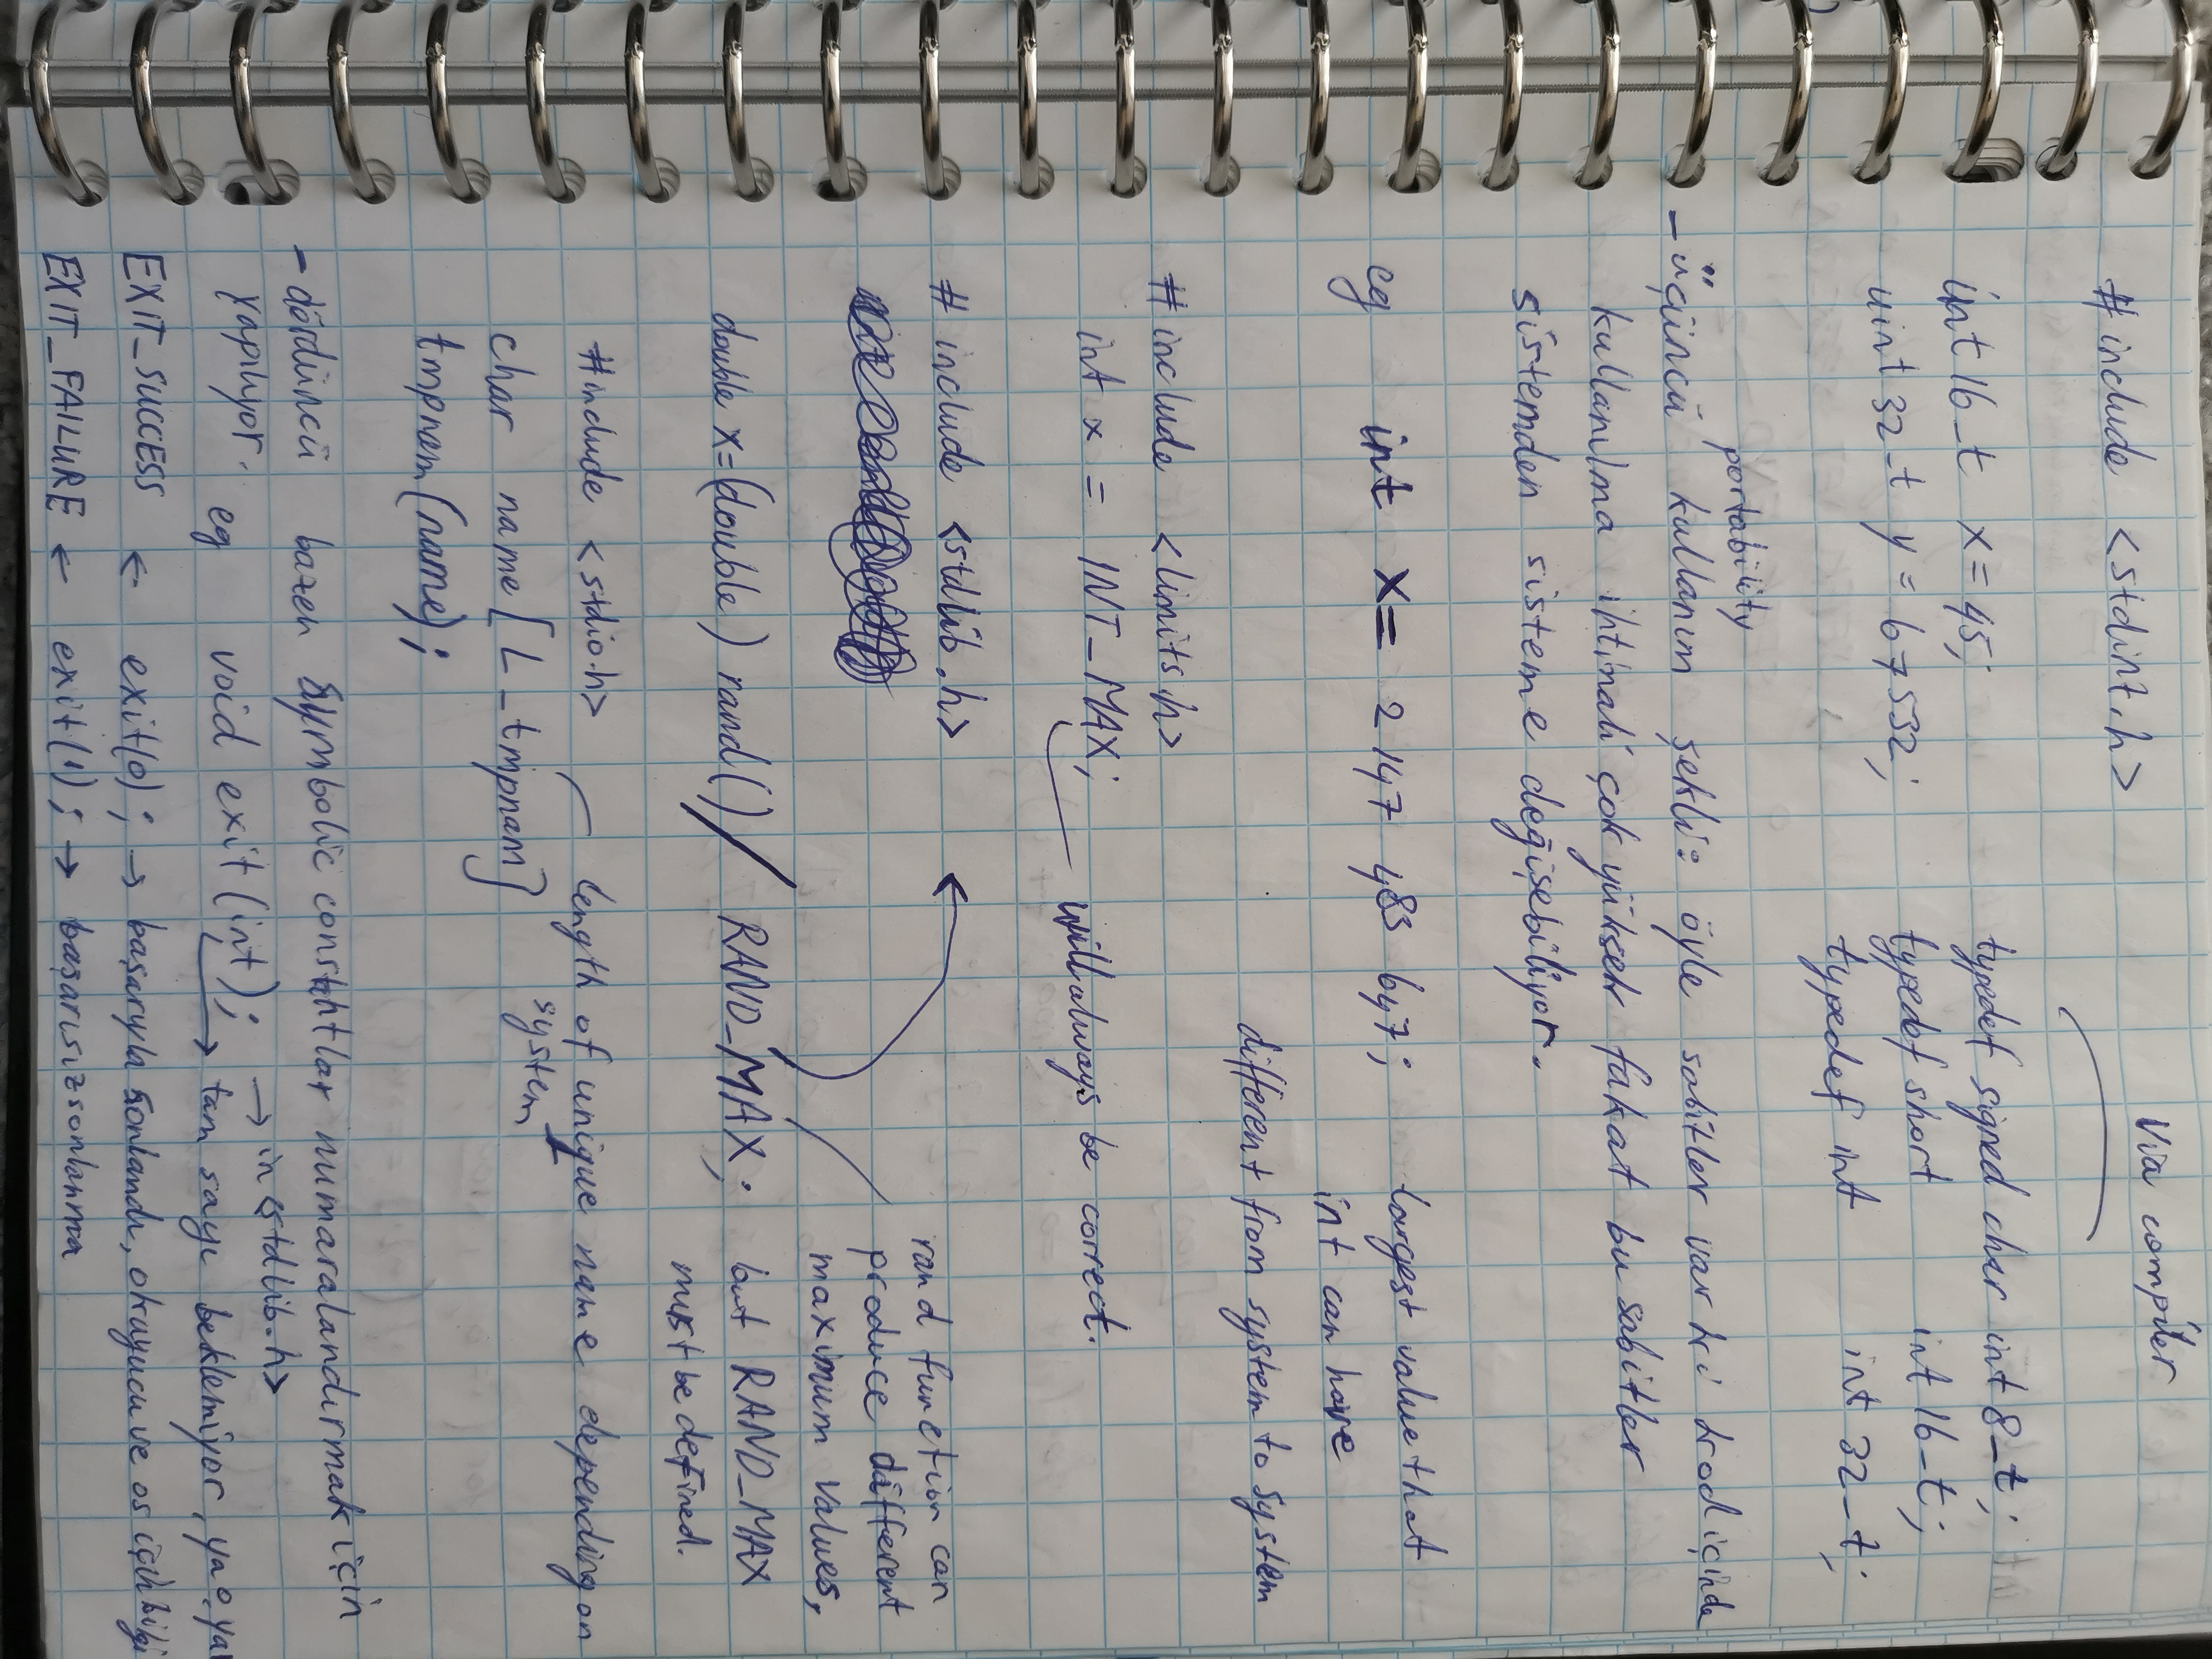 #include <stdint.h>
Via compiler
int16_t x = 45;
uint32_t y = 67532;
typedef signed char int8_t;
typedef short int16_t;
typedef int int32_t;
portability
- üçüncü kullanım şekli: öyle sabitler var ki kod içinde
kullanılma ihtimali çok yüksek fakat bu sabitler
sistemden sisteme değişebiliyor.
eg int x = 2147 483 647;
largest value that
int can have
different from system to system
#include <limits.h>
int x = INT_MAX;
will always be correct.
#include <stdlib.h>
rand function can
produce different
maximum values,
but RAND_MAX
must be defined.
double x = (double) rand() / RAND_MAX;
#include <stdio.h>
length of unique name depending on
system
char name[L_tmpnam]
tmpnam(name);
- dördüncü bazen symbolic constantlar numaralandırmak için
yapılıyor.
eg void exit(int); → in <stdlib.h>
→ tam sayı beklemiyor, ya 0, ya
EXIT_SUCCESS ← exit(0); → başarıyla sonlandı, okuyucu ve os için bilgi
EXIT_FAILURE ← exit(1); → başarısız sonlanma